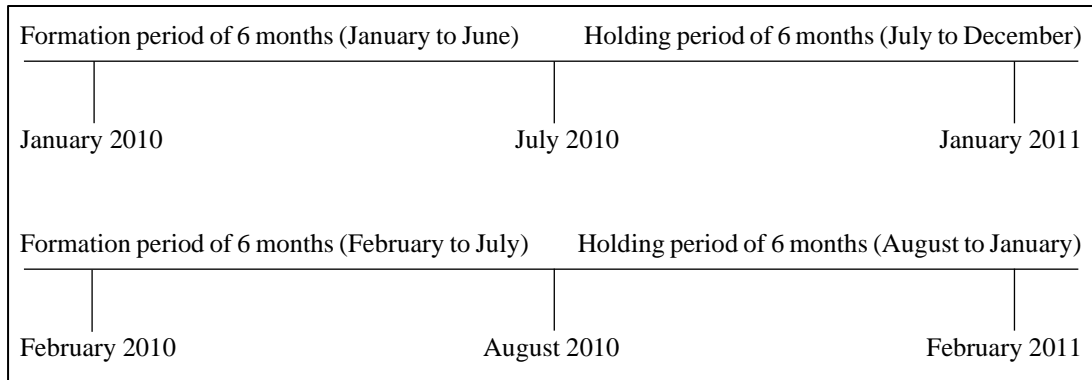 Formation period of 6 months (January to June) Holding period of 6 months (July to December)
January 2010 July 2010 January 2011
Formation period of 6 months (February to July) Holding period of 6 months (August to January)
February 2010 August 2010 February 2011